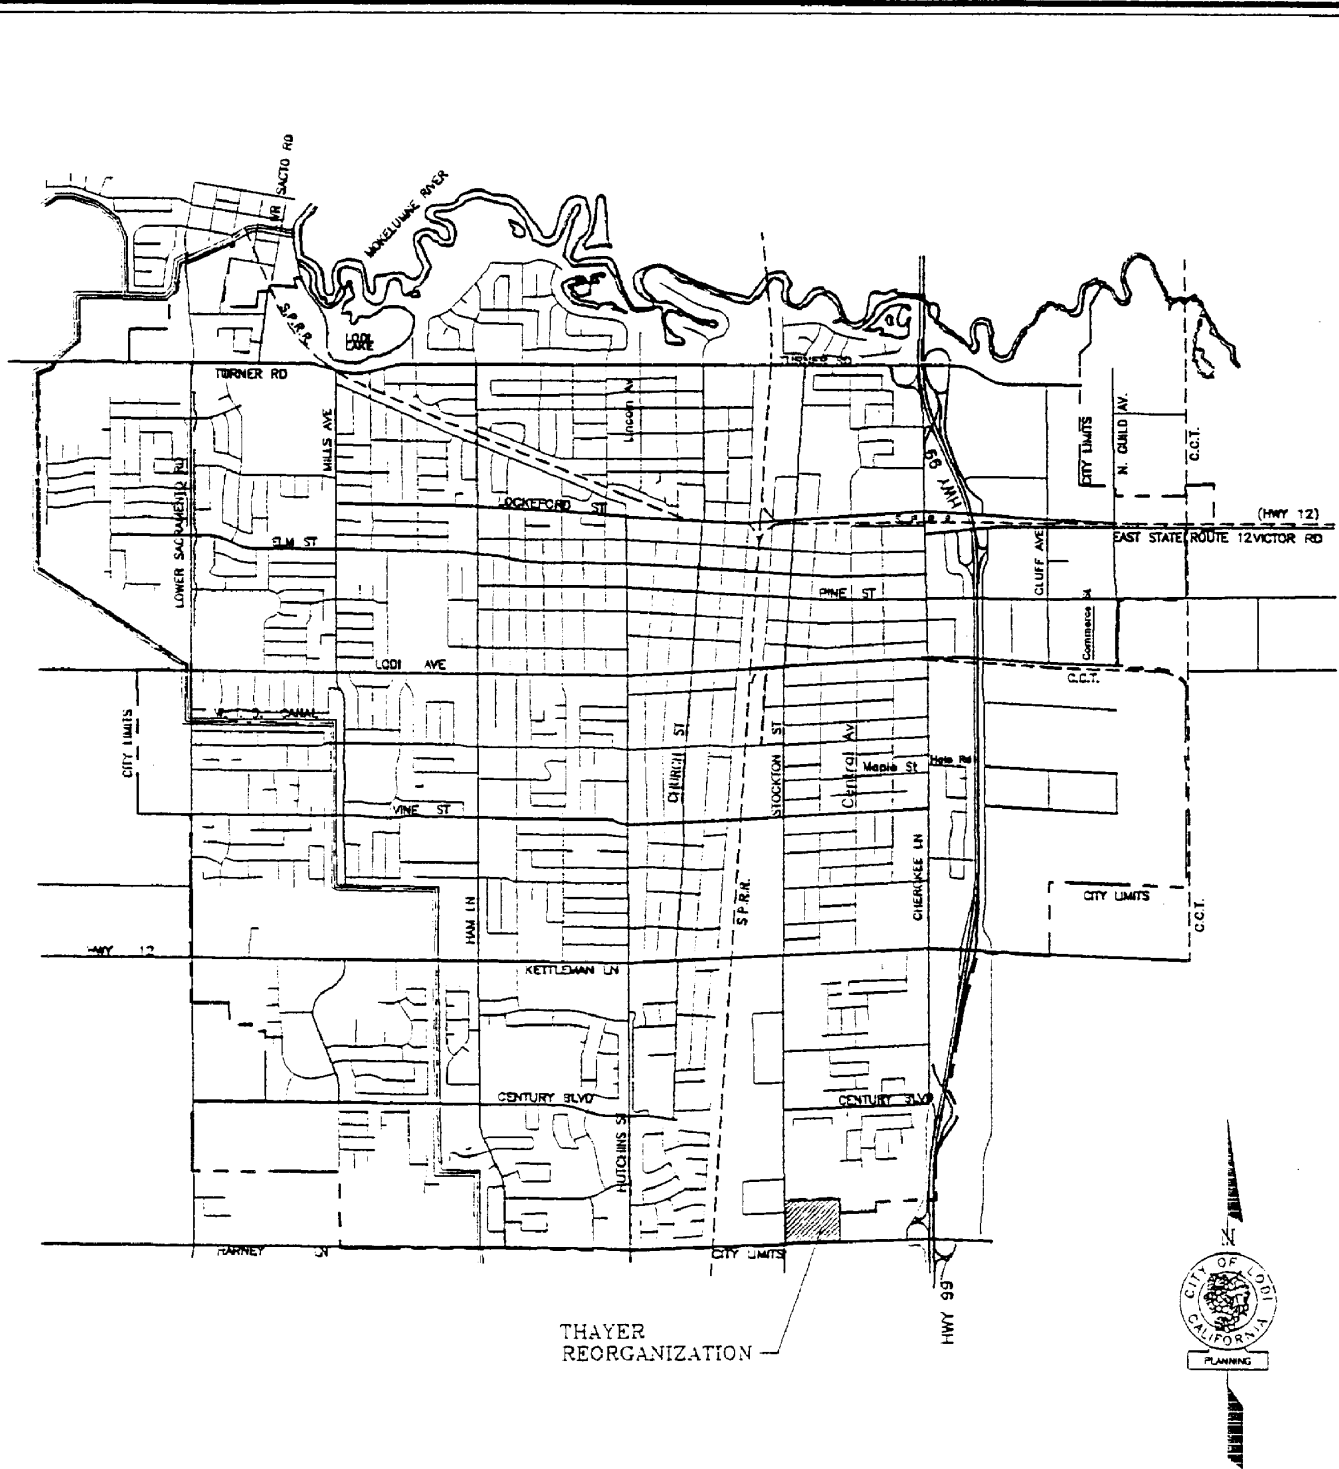 SACTO RD
MOKELUMNE RIVER
S.P.R.R.
LODI
LAKE
TURNER RD
TURNER RD
MILLS AVE
Lincoln AV
CITY LIMITS
N. GUILD AV.
C.C.T.
HWY 99
LOWER SACRAMENTO RD
LOCKEFORD ST
(HWY 12)
EAST STATE ROUTE 12 VICTOR RD
ELM ST
CLUFF AVE
PINE ST
Commerce St
LODI AVE
C.C.T.
CANAL
CITY LIMITS
CHURCH ST
STOCKTON ST
Central AV
Maple St
Hale Rd
VINE ST
CHEROKEE LN
S.P.R.R.
HAM LN
CITY LIMITS
C.C.T.
HWY 12
KETTLEMAN LN
CENTURY BLVD
CENTURY BLVD
HUTCHINS ST
HARNEY LN
CITY LIMITS
HWY 99
THAYER
REORGANIZATION
N
CITY OF LODI
CALIFORNIA
PLANNING